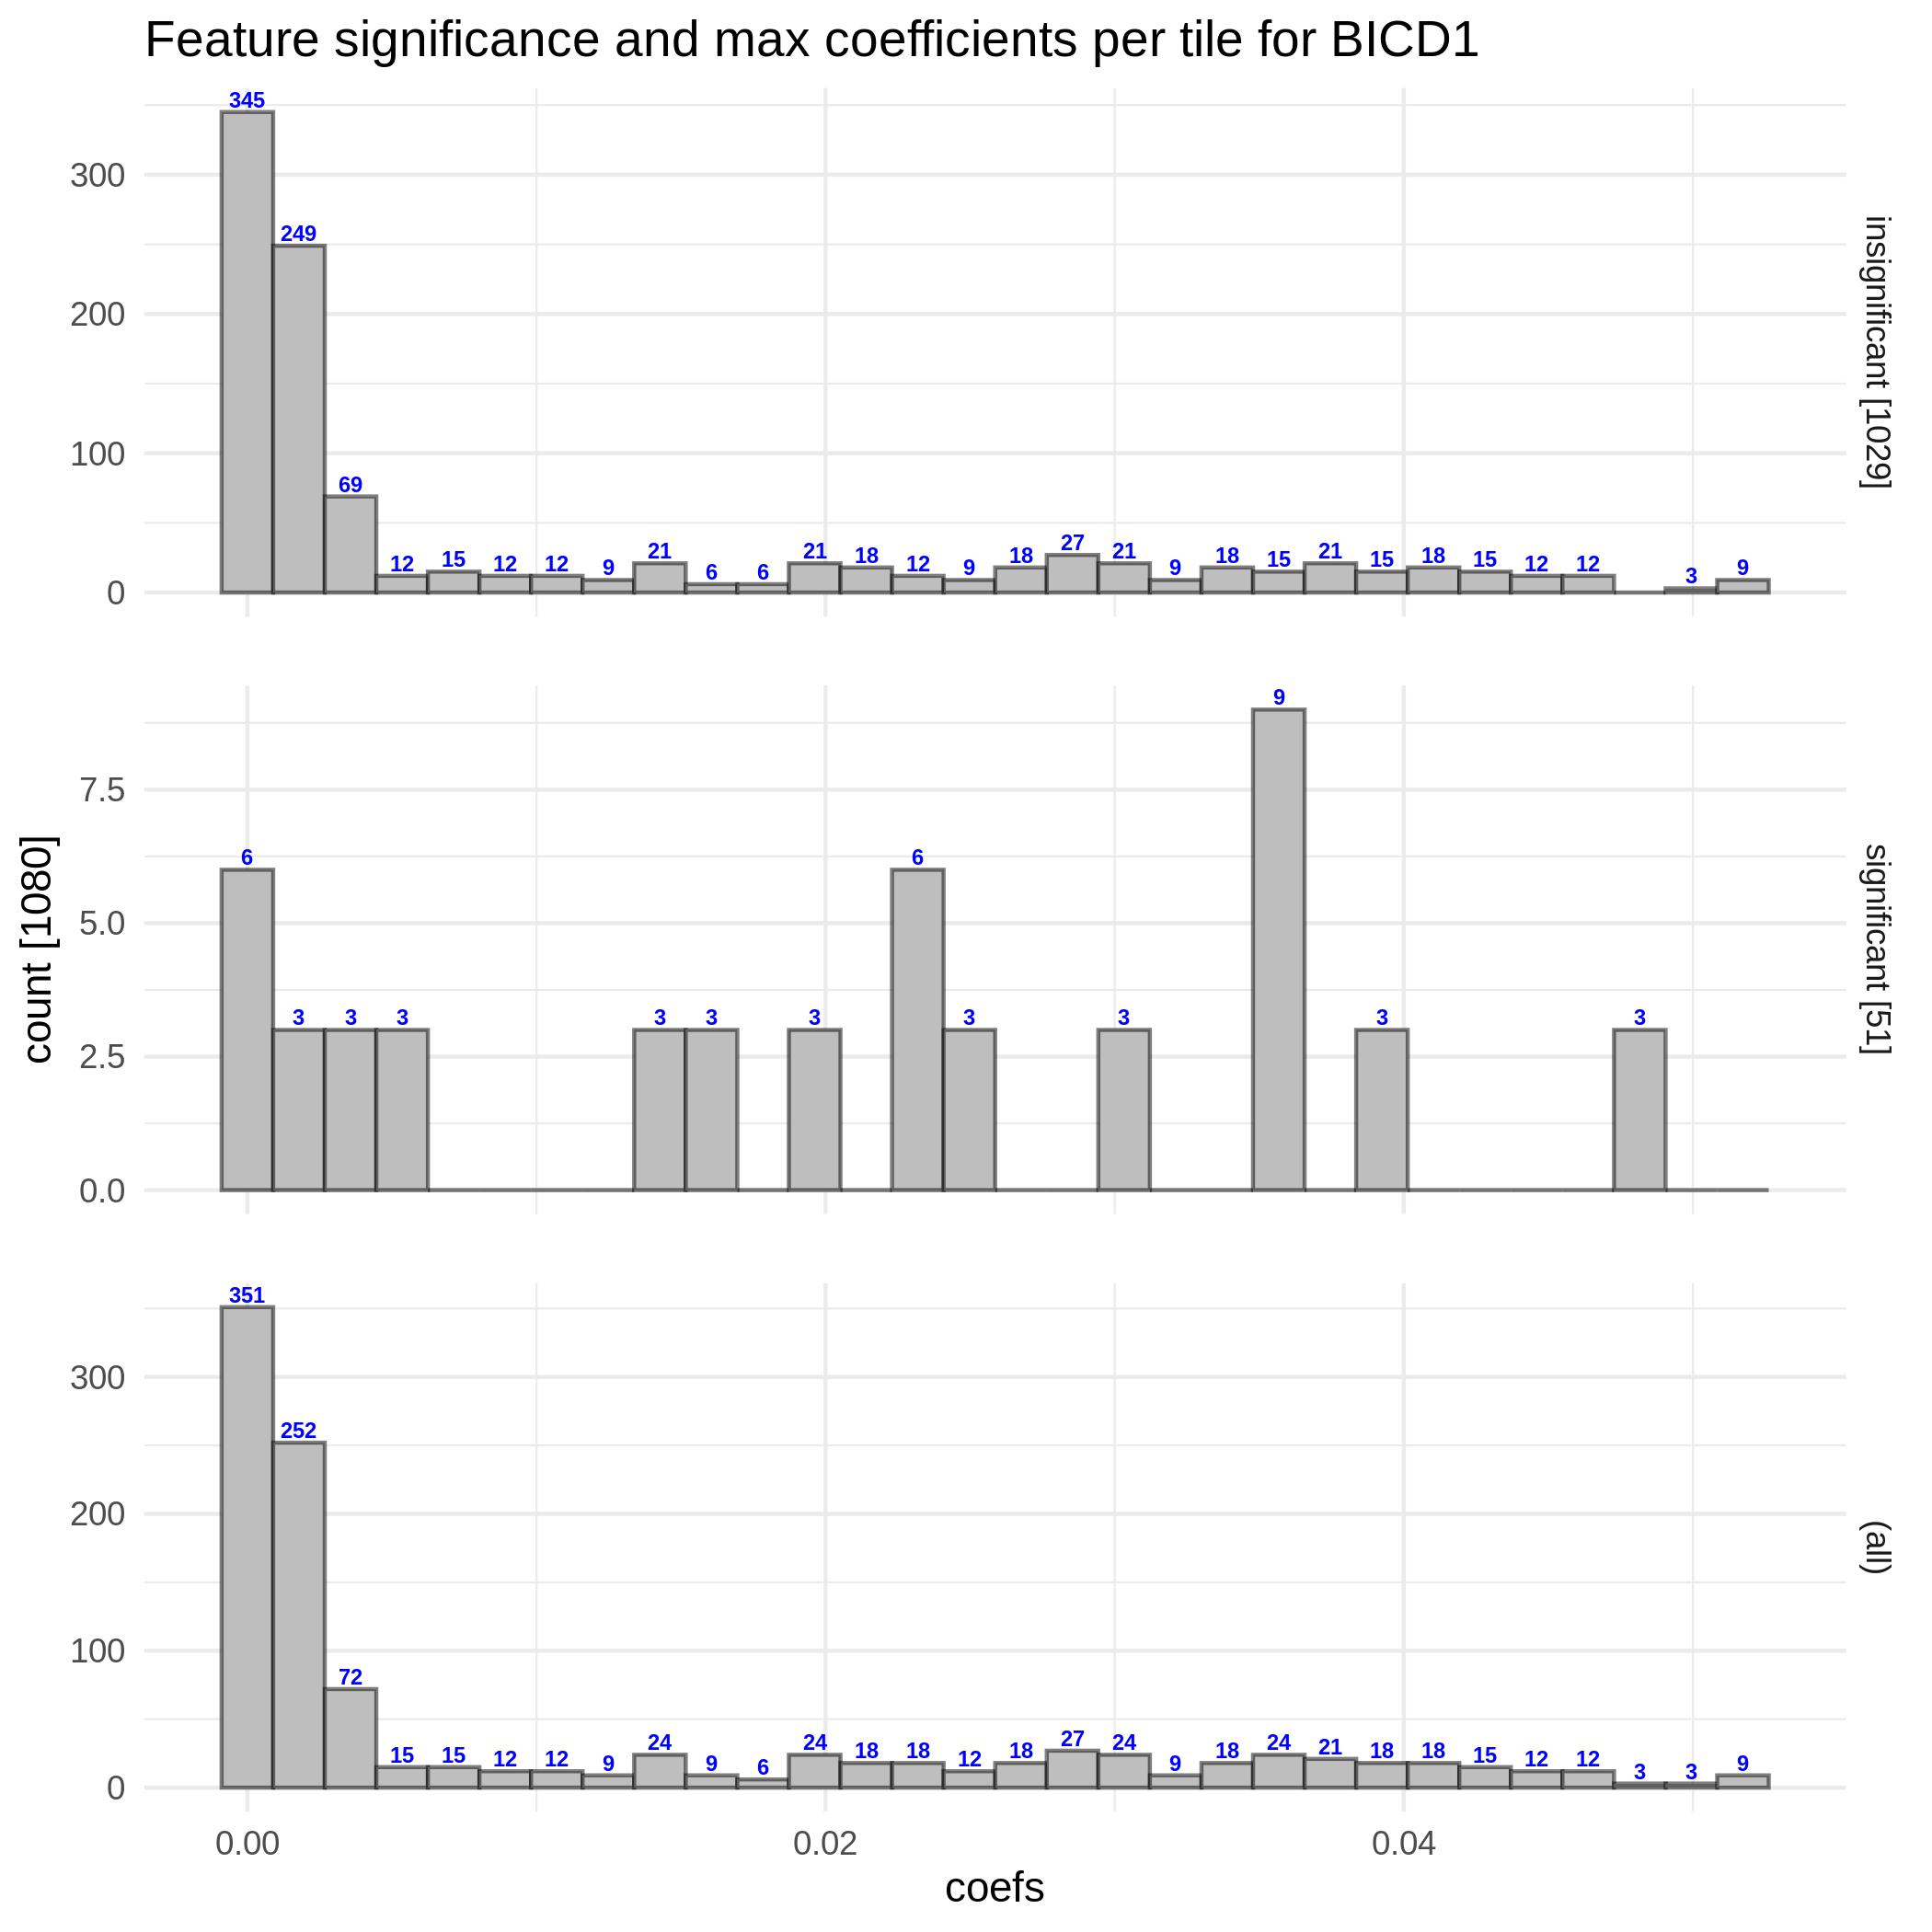 Feature significance and max coefficients per tile for BICD1
345
249
69
12 15 12 12 9 21 6 6 21 18 12 9 18 27 21 9 18 15 21 15 18 15 12 12 3 9
300
200
100
0
insignificant [1029]
9
6 6
3 3 3 3 3 3 3 3 3 3
7.5
5.0
2.5
0.0
count [1080]
significant [51]
351
252
72
15 15 12 12 9 24 9 6 24 18 18 12 18 27 24 9 18 24 21 18 18 15 12 12 3 3 9
300
200
100
0
(all)
0.00 0.02 0.04
coefs